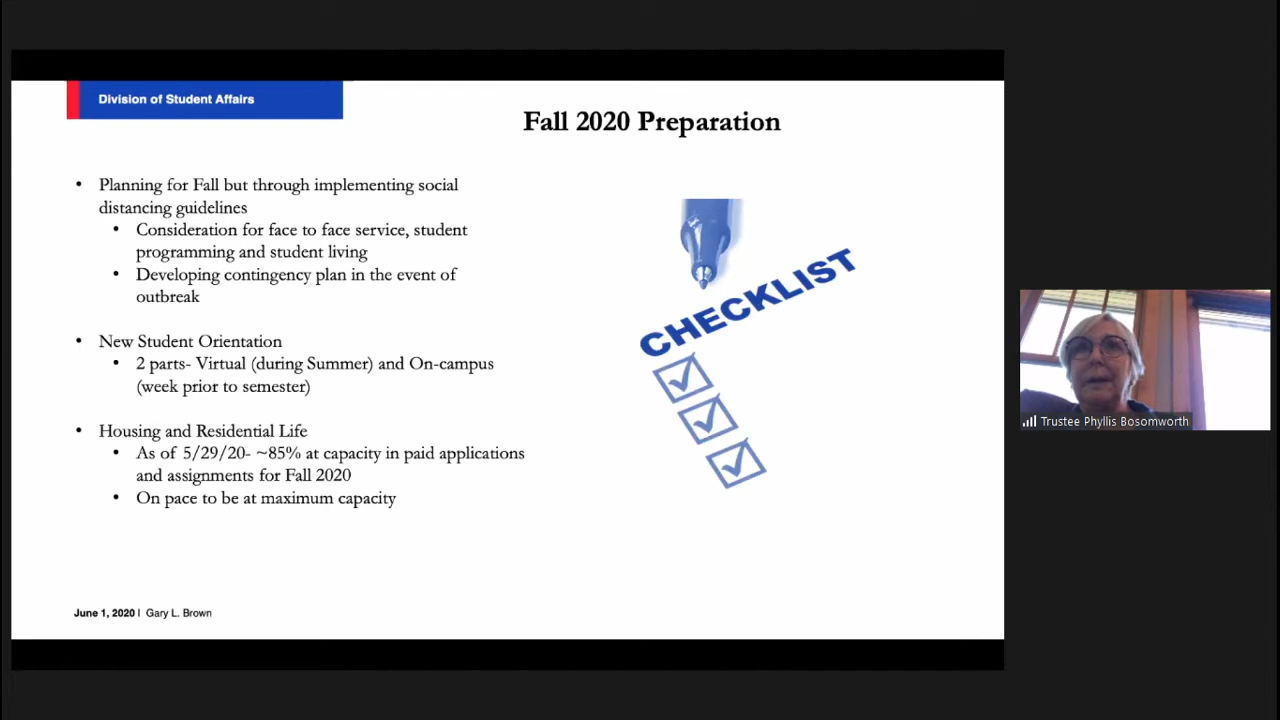 Division of Student Affairs
Fall 2020 Preparation
• Planning for Fall but through implementing social
distancing guidelines
• Consideration for face to face service, student
programming and student living
• Developing contingency plan in the event of
outbreak
• New Student Orientation
• 2 parts- Virtual (during Summer) and On-campus
(week prior to semester)
• Housing and Residential Life
• As of 5/29/20- ~85% at capacity in paid applications
and assignments for Fall 2020
• On pace to be at maximum capacity
CHECKLIST
June 1, 2020 | Gary L. Brown
Trustee Phyllis Bosomworth